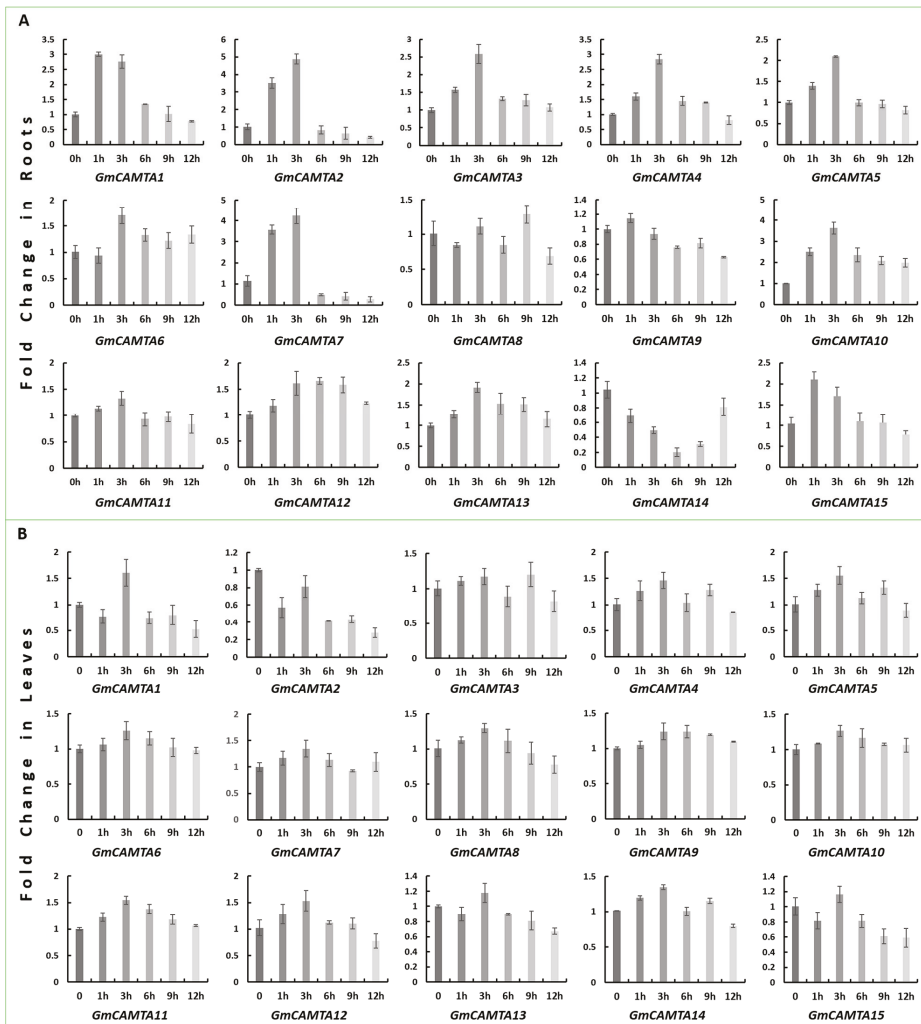 A
Fold Change in Roots
3.5
3
2.5
2
1.5
1
0.5
0
0h 1h 3h 6h 9h 12h
GmCAMTA1
6
5
4
3
2
1
0
0h 1h 3h 6h 9h 12h
GmCAMTA2
3
2.5
2
1.5
1
0.5
0
0h 1h 3h 6h 9h 12h
GmCAMTA3
3.5
3
2.5
2
1.5
1
0.5
0
0h 1h 3h 6h 9h 12h
GmCAMTA4
2.5
2
1.5
1
0.5
0
0h 1h 3h 6h 9h 12h
GmCAMTA5
2
1.5
1
0.5
0
0h 1h 3h 6h 9h 12h
GmCAMTA6
5
4
3
2
1
0
0h 1h 3h 6h 9h 12h
GmCAMTA7
1.5
1
0.5
0
0h 1h 3h 6h 9h 12h
GmCAMTA8
1.4
1.2
1
0.8
0.6
0.4
0.2
0
0h 1h 3h 6h 9h 12h
GmCAMTA9
5
4
3
2
1
0
0h 1h 3h 6h 9h 12h
GmCAMTA10
2
1.5
1
0.5
0
0h 1h 3h 6h 9h 12h
GmCAMTA11
2
1.5
1
0.5
0
0h 1h 3h 6h 9h 12h
GmCAMTA12
2.5
2
1.5
1
0.5
0
0h 1h 3h 6h 9h 12h
GmCAMTA13
1.4
1.2
1
0.8
0.6
0.4
0.2
0
0h 1h 3h 6h 9h 12h
GmCAMTA14
2.5
2
1.5
1
0.5
0
0h 1h 3h 6h 9h 12h
GmCAMTA15
B
Fold Change in Leaves
2
1.5
1
0.5
0
0 1h 3h 6h 9h 12h
GmCAMTA1
1.2
1
0.8
0.6
0.4
0.2
0
0 1h 3h 6h 9h 12h
GmCAMTA2
1.5
1
0.5
0
0 1h 3h 6h 9h 12h
GmCAMTA3
2
1.5
1
0.5
0
0 1h 3h 6h 9h 12h
GmCAMTA4
2
1.5
1
0.5
0
0 1h 3h 6h 9h 12h
GmCAMTA5
1.5
1
0.5
0
0 1h 3h 6h 9h 12h
GmCAMTA6
2
1.5
1
0.5
0
0 1h 3h 6h 9h 12h
GmCAMTA7
1.5
1
0.5
0
0 1h 3h 6h 9h 12h
GmCAMTA8
1.5
1
0.5
0
0 1h 3h 6h 9h 12h
GmCAMTA9
1.5
1
0.5
0
0 1h 3h 6h 9h 12h
GmCAMTA10
2
1.5
1
0.5
0
0 1h 3h 6h 9h 12h
GmCAMTA11
2
1.5
1
0.5
0
0 1h 3h 6h 9h 12h
GmCAMTA12
1.4
1.2
1
0.8
0.6
0.4
0.2
0
0 1h 3h 6h 9h 12h
GmCAMTA13
1.5
1
0.5
0
0 1h 3h 6h 9h 12h
GmCAMTA14
1.4
1.2
1
0.8
0.6
0.4
0.2
0
0 1h 3h 6h 9h 12h
GmCAMTA15